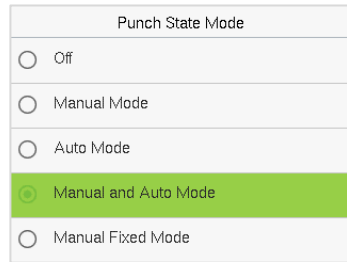 Punch State Mode
Off
Manual Mode
Auto Mode
Manual and Auto Mode
Manual Fixed Mode